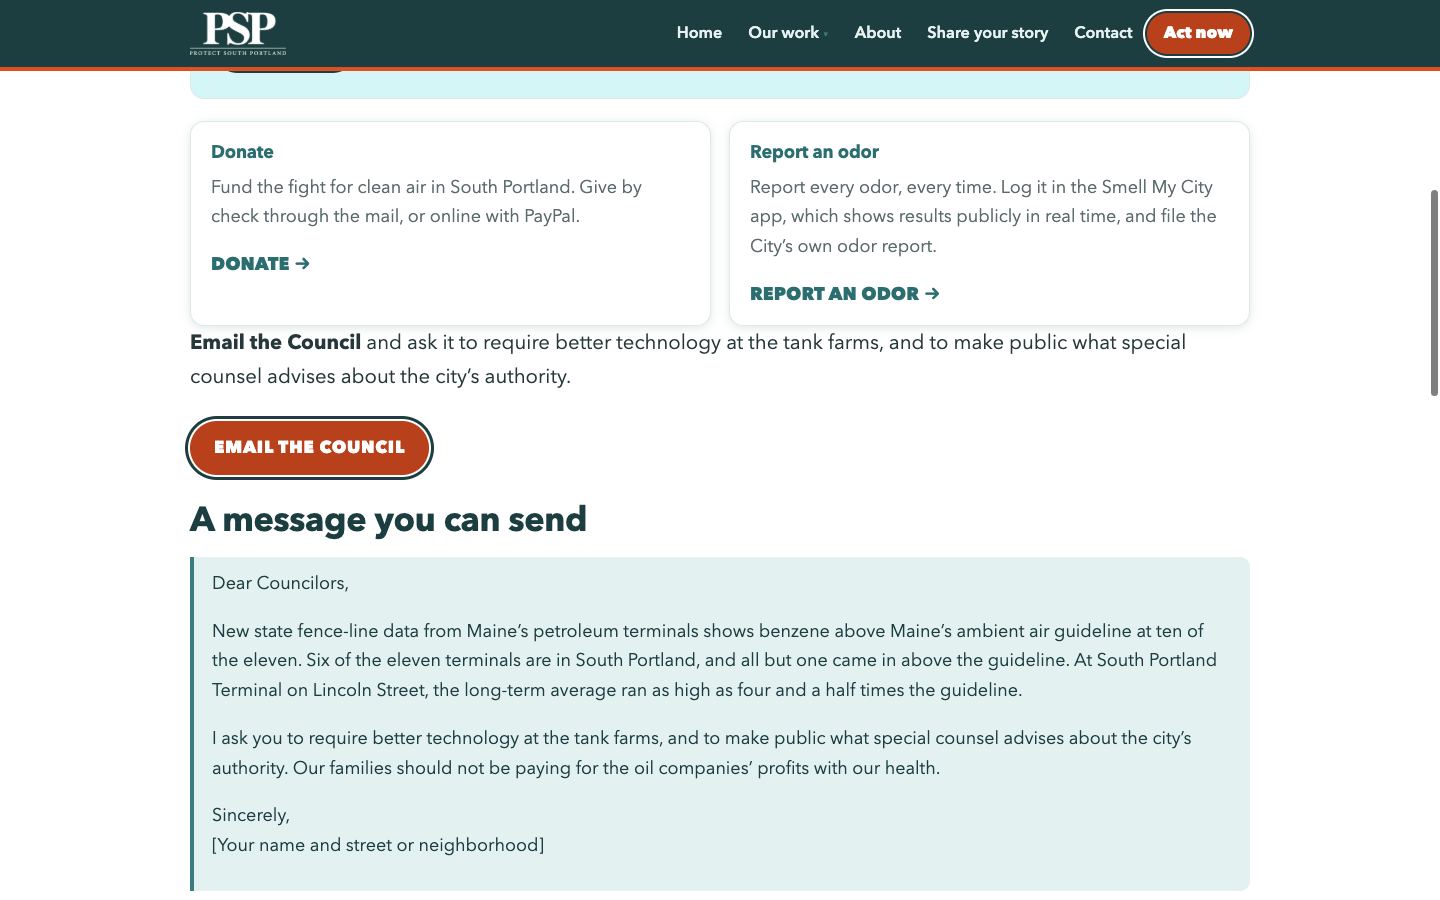 PSP
PROTECT SOUTH PORTLAND
Home
Our work
About
Share your story
Contact
Act now
Donate
Fund the fight for clean air in South Portland. Give by
check through the mail, or online with PayPal.
DONATE →
Report an odor
Report every odor, every time. Log it in the Smell My City
app, which shows results publicly in real time, and file the
City’s own odor report.
REPORT AN ODOR →
Email the Council and ask it to require better technology at the tank farms, and to make public what special
counsel advises about the city’s authority.
EMAIL THE COUNCIL
A message you can send
Dear Councilors,
New state fence-line data from Maine’s petroleum terminals shows benzene above Maine’s ambient air guideline at ten of
the eleven. Six of the eleven terminals are in South Portland, and all but one came in above the guideline. At South Portland
Terminal on Lincoln Street, the long-term average ran as high as four and a half times the guideline.
I ask you to require better technology at the tank farms, and to make public what special counsel advises about the city’s
authority. Our families should not be paying for the oil companies’ profits with our health.
Sincerely,
[Your name and street or neighborhood]